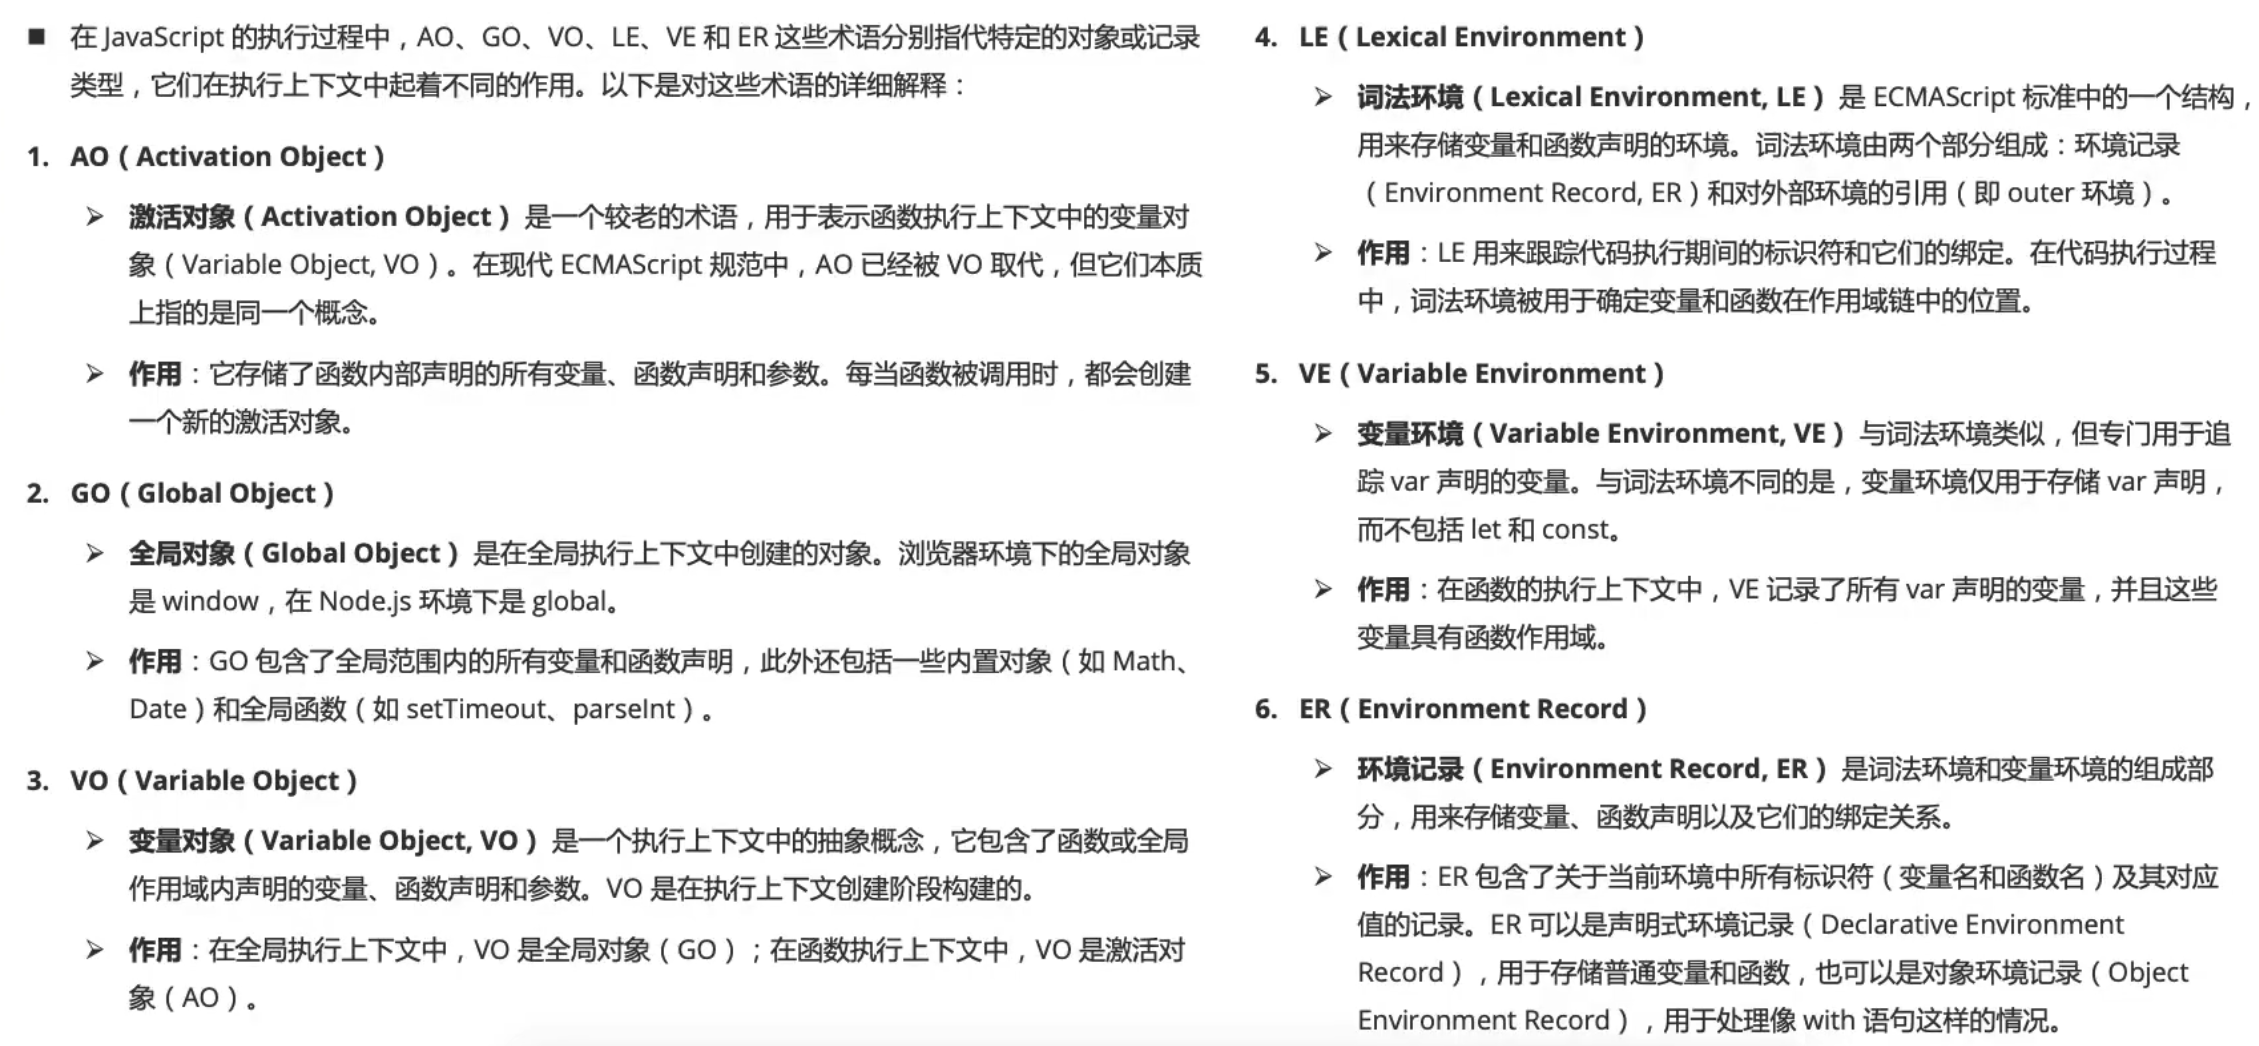 ■ 在 JavaScript 的执行过程中，AO、GO、VO、LE、VE 和 ER 这些术语分别指代特定的对象或记录
类型，它们在执行上下文中起着不同的作用。以下是对这些术语的详细解释：
1. AO（Activation Object）
➢ 激活对象（Activation Object）是一个较老的术语，用于表示函数执行上下文中的变量对
象（Variable Object, VO）。在现代 ECMAScript 规范中，AO 已经被 VO 取代，但它们本质
上指的是同一个概念。
➢ 作用：它存储了函数内部声明的所有变量、函数声明和参数。每当函数被调用时，都会创建
一个新的激活对象。
2. GO（Global Object）
➢ 全局对象（Global Object）是在全局执行上下文中创建的对象。浏览器环境下的全局对象
是 window，在 Node.js 环境下是 global。
➢ 作用：GO 包含了全局范围内的所有变量和函数声明，此外还包括一些内置对象（如 Math、
Date）和全局函数（如 setTimeout、parseInt）。
3. VO（Variable Object）
➢ 变量对象（Variable Object, VO）是一个执行上下文中的抽象概念，它包含了函数或全局
作用域内声明的变量、函数声明和参数。VO 是在执行上下文创建阶段构建的。
➢ 作用：在全局执行上下文中，VO 是全局对象（GO）；在函数执行上下文中，VO 是激活对
象（AO）。
4. LE（Lexical Environment）
➢ 词法环境（Lexical Environment, LE）是 ECMAScript 标准中的一个结构，
用来存储变量和函数声明的环境。词法环境由两个部分组成：环境记录
（Environment Record, ER）和对外部环境的引用（即 outer 环境）。
➢ 作用：LE 用来跟踪代码执行期间的标识符和它们的绑定。在代码执行过程
中，词法环境被用于确定变量和函数在作用域链中的位置。
5. VE（Variable Environment）
➢ 变量环境（Variable Environment, VE）与词法环境类似，但专门用于追
踪 var 声明的变量。与词法环境不同的是，变量环境仅用于存储 var 声明，
而不包括 let 和 const。
➢ 作用：在函数的执行上下文中，VE 记录了所有 var 声明的变量，并且这些
变量具有函数作用域。
6. ER（Environment Record）
➢ 环境记录（Environment Record, ER）是词法环境和变量环境的组成部
分，用来存储变量、函数声明以及它们的绑定关系。
➢ 作用：ER 包含了关于当前环境中所有标识符（变量名和函数名）及其对应
值的记录。ER 可以是声明式环境记录（Declarative Environment
Record），用于存储普通变量和函数，也可以是对象环境记录（Object
Environment Record），用于处理像 with 语句这样的情况。